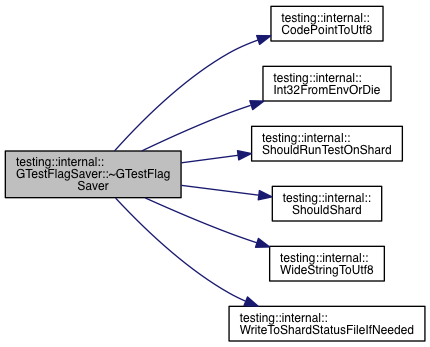 testing::internal::
CodePointToUtf8
testing::internal::
Int32FromEnvOrDie
testing::internal::
ShouldRunTestOnShard
testing::internal::
GTestFlagSaver::~GTestFlag
Saver
testing::internal::
ShouldShard
testing::internal::
WideStringToUtf8
testing::internal::
WriteToShardStatusFileIfNeeded